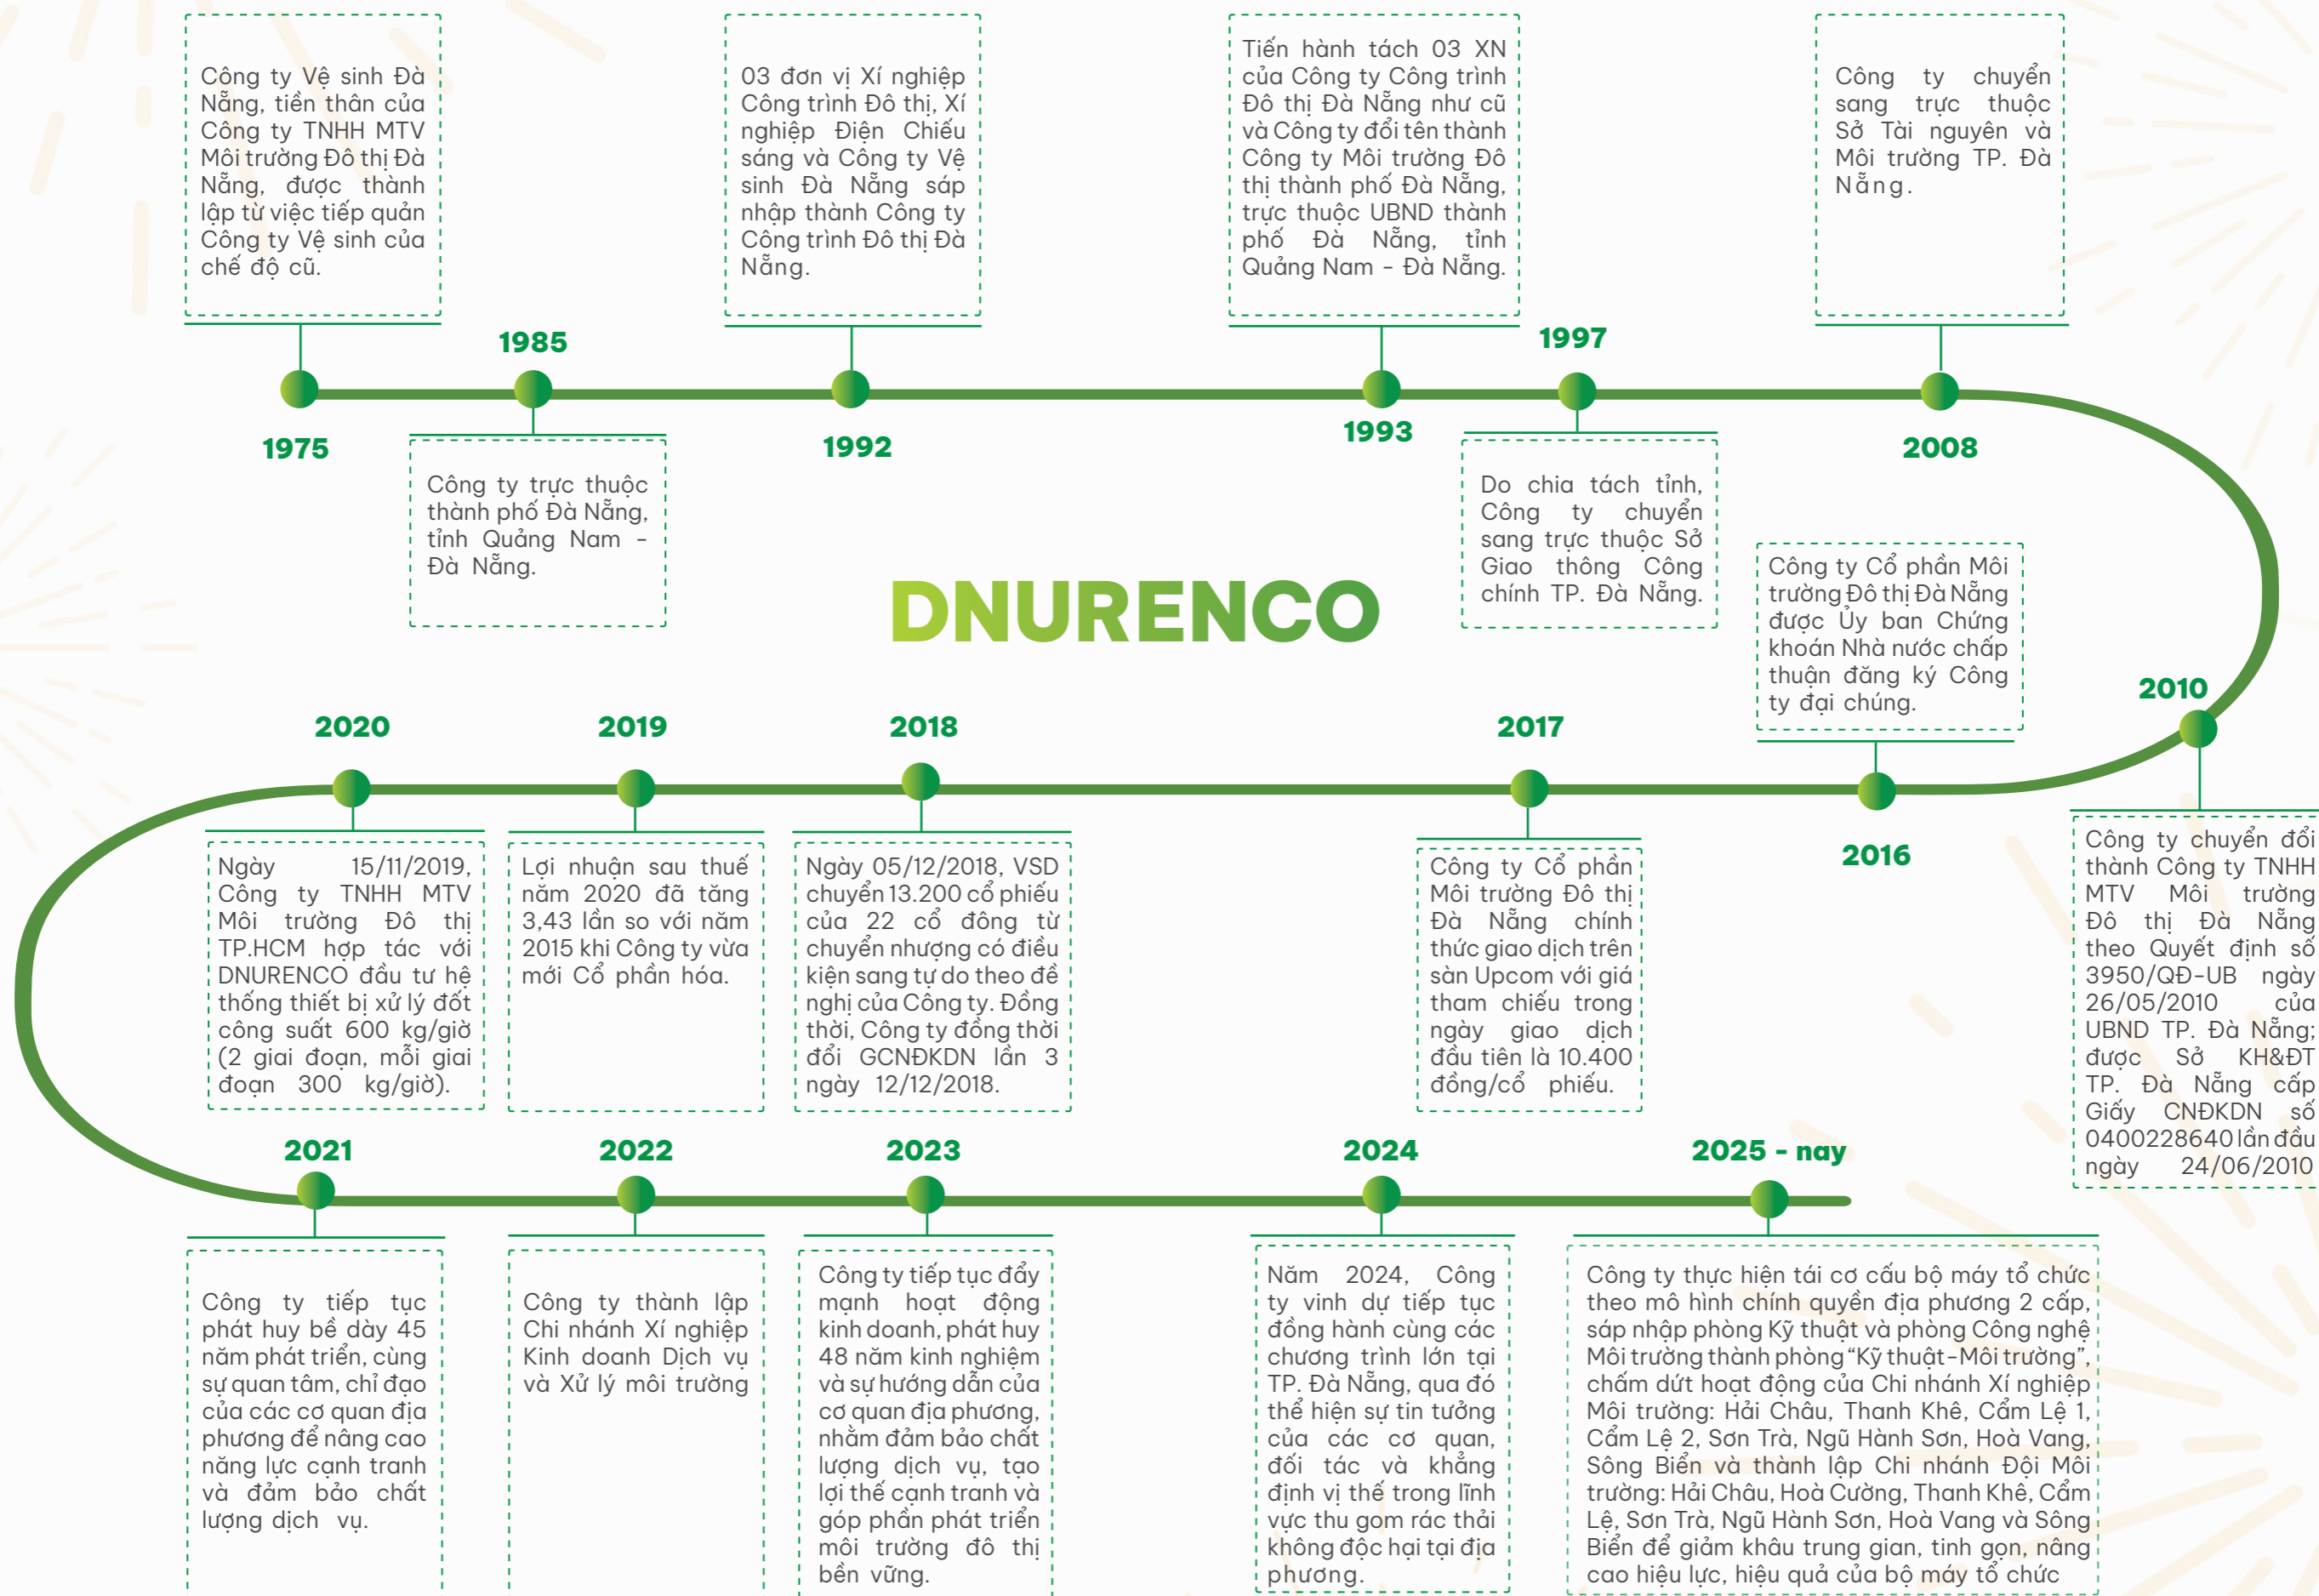 Công ty Vệ sinh Đà
Nẵng, tiền thân của
Công ty TNHH MTV
Môi trường Đô thị Đà
Nẵng, được thành
lập từ việc tiếp quản
Công ty Vệ sinh của
chế độ cũ.
1975
1985
Công ty trực thuộc
thành phố Đà Nẵng,
tỉnh Quảng Nam -
Đà Nẵng.
03 đơn vị Xí nghiệp
Công trình Đô thị, Xí
nghiệp Điện Chiếu
sáng và Công ty Vệ
sinh Đà Nẵng sáp
nhập thành Công ty
Công trình Đô thị Đà
Nẵng.
1992
Tiến hành tách 03 XN
của Công ty Công trình
Đô thị Đà Nẵng như cũ
và Công ty đổi tên thành
Công ty Môi trường Đô
thị thành phố Đà Nẵng,
trực thuộc UBND thành
phố Đà Nẵng, tỉnh
Quảng Nam - Đà Nẵng.
1993
1997
Do chia tách tỉnh,
Công ty chuyển
sang trực thuộc Sở
Giao thông Công
chính TP. Đà Nẵng.
Công ty chuyển
sang trực thuộc
Sở Tài nguyên và
Môi trường TP. Đà
Nẵng.
2008
DNURENCO
2010
Công ty chuyển đổi
thành Công ty TNHH
MTV Môi trường
Đô thị Đà Nẵng
theo Quyết định số
3950/QĐ-UB ngày
26/05/2010 của
UBND TP. Đà Nẵng;
được Sở KH&ĐT
TP. Đà Nẵng cấp
Giấy CNĐKDN số
0400228640 lần đầu
ngày 24/06/2010
Công ty Cổ phần Môi
trường Đô thị Đà Nẵng
được Ủy ban Chứng
khoán Nhà nước chấp
thuận đăng ký Công
ty đại chúng.
2016
2017
Công ty Cổ phần
Môi trường Đô thị
Đà Nẵng chính
thức giao dịch trên
sàn Upcom với giá
tham chiếu trong
ngày giao dịch
đầu tiên là 10.400
đồng/cổ phiếu.
2018
Ngày 05/12/2018, VSD
chuyển 13.200 cổ phiếu
của 22 cổ đông từ
chuyển nhượng có điều
kiện sang tự do theo đề
nghị của Công ty. Đồng
thời, Công ty đồng thời
đổi GCNĐKDN lần 3
ngày 12/12/2018.
2019
Lợi nhuận sau thuế
năm 2020 đã tăng
3,43 lần so với năm
2015 khi Công ty vừa
mới Cổ phần hóa.
2020
Ngày 15/11/2019,
Công ty TNHH MTV
Môi trường Đô thị
TP.HCM hợp tác với
DNURENCO đầu tư hệ
thống thiết bị xử lý đốt
công suất 600 kg/giờ
(2 giai đoạn, mỗi giai
đoạn 300 kg/giờ).
2021
Công ty tiếp tục
phát huy bề dày 45
năm phát triển, cùng
sự quan tâm, chỉ đạo
của các cơ quan địa
phương để nâng cao
năng lực cạnh tranh
và đảm bảo chất
lượng dịch vụ.
2022
Công ty thành lập
Chi nhánh Xí nghiệp
Kinh doanh Dịch vụ
và Xử lý môi trường
2023
Công ty tiếp tục đẩy
mạnh hoạt động
kinh doanh, phát huy
48 năm kinh nghiệm
và sự hướng dẫn của
cơ quan địa phương,
nhằm đảm bảo chất
lượng dịch vụ, tạo
lợi thế cạnh tranh và
góp phần phát triển
môi trường đô thị
bền vững.
2024
Năm 2024, Công
ty vinh dự tiếp tục
đồng hành cùng các
chương trình lớn tại
TP. Đà Nẵng, qua đó
thể hiện sự tin tưởng
của các cơ quan,
đối tác và khẳng
định vị thế trong lĩnh
vực thu gom rác thải
không độc hại tại địa
phương.
2025 - nay
Công ty thực hiện tái cơ cấu bộ máy tổ chức
theo mô hình chính quyền địa phương 2 cấp,
sáp nhập phòng Kỹ thuật và phòng Công nghệ
Môi trường thành phòng “Kỹ thuật-Môi trường”,
chấm dứt hoạt động của Chi nhánh Xí nghiệp
Môi trường: Hải Châu, Thanh Khê, Cẩm Lệ 1,
Cẩm Lệ 2, Sơn Trà, Ngũ Hành Sơn, Hoà Vang,
Sông Biển và thành lập Chi nhánh Đội Môi
trường: Hải Châu, Hoà Cường, Thanh Khê, Cẩm
Lệ, Sơn Trà, Ngũ Hành Sơn, Hoà Vang và Sông
Biển để giảm khâu trung gian, tinh gọn, nâng
cao hiệu lực, hiệu quả của bộ máy tổ chức